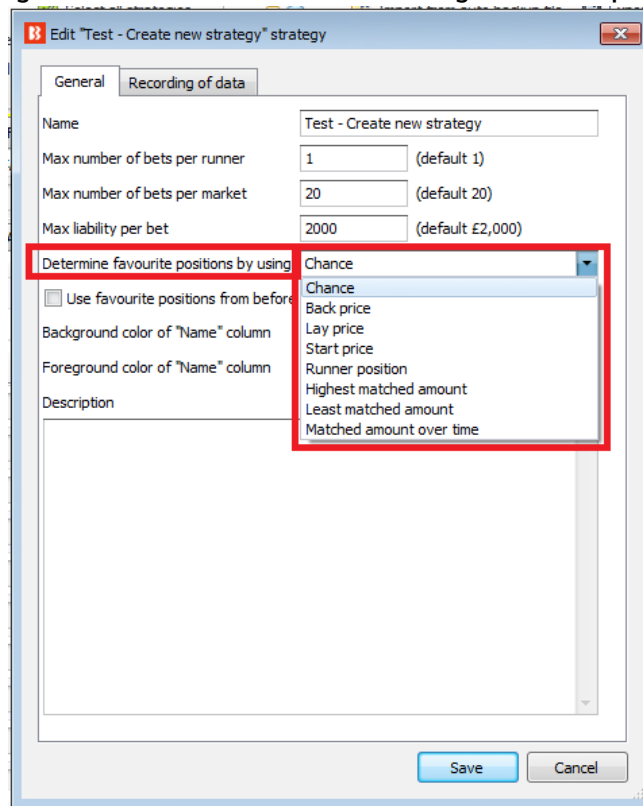 Edit "Test - Create new strategy" strategy
General Recording of data
Name Test - Create new strategy
Max number of bets per runner 1 (default 1)
Max number of bets per market 20 (default 20)
Max liability per bet 2000 (default £2,000)
Determine favourite positions by using Chance
Chance
Use favourite positions from before
Back price
Lay price
Start price
Background color of "Name" column
Runner position
Foreground color of "Name" column
Highest matched amount
Description
Least matched amount
Matched amount over time
Save Cancel